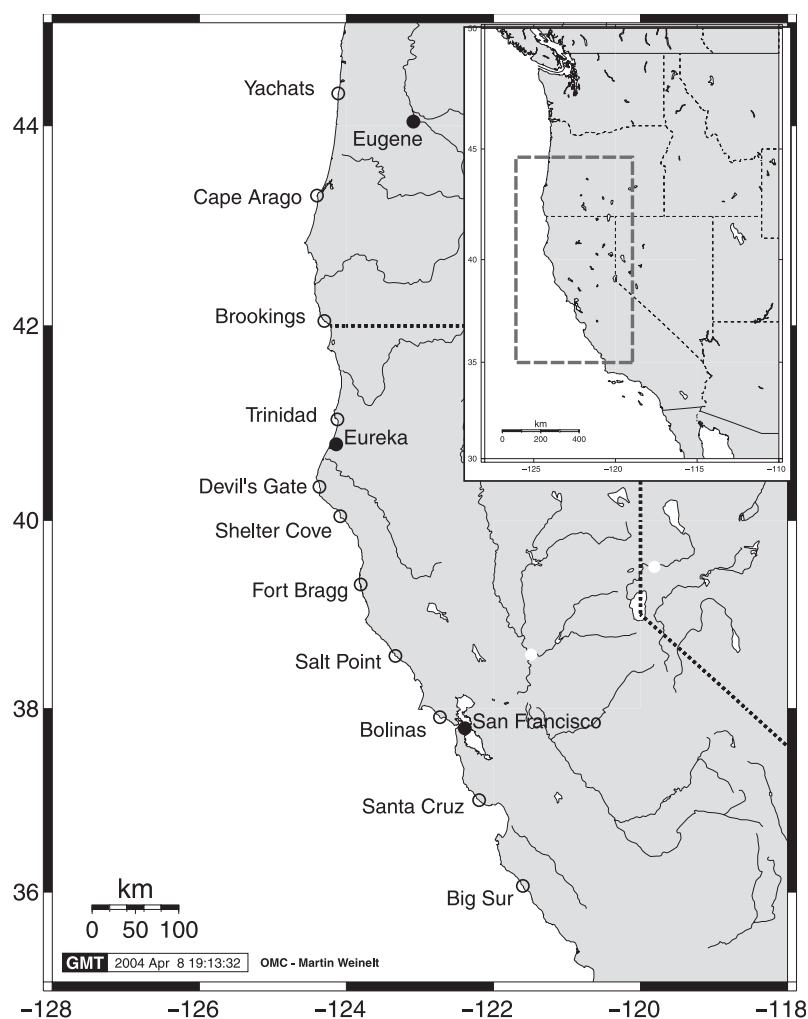 Yachats
44
Eugene
Cape Arago
Brookings
42
Trinidad
Eureka
Devil's Gate
40
Shelter Cove
Fort Bragg
Salt Point
38
San Francisco
Bolinas
Santa Cruz
36
Big Sur
km
0 50 100
GMT 2004 Apr 8 19:13:32 OMC - Martin Weinelt
−128 −126 −124 −122 −120 −118
50
45
40
35
km
0 200 400
30
−125 −120 −115 −110